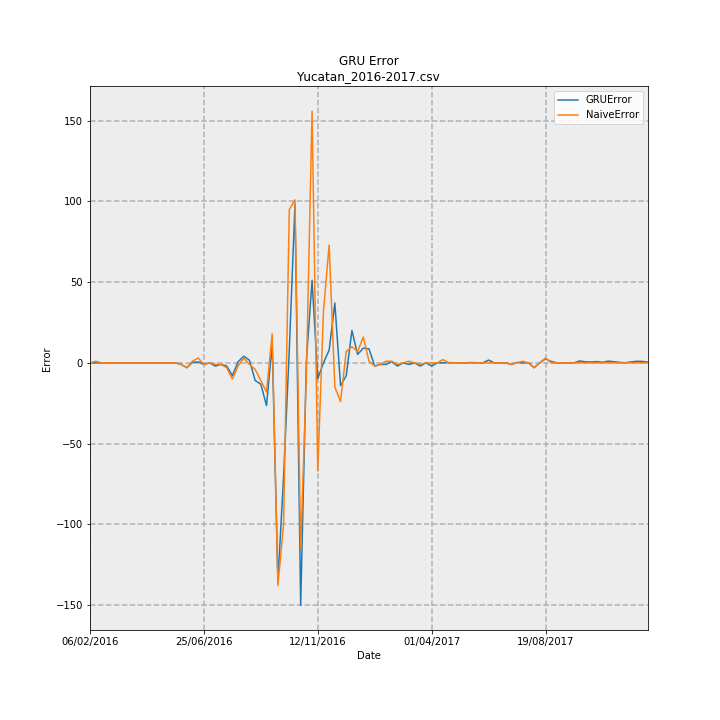 GRU Error
Yucatan_2016-2017.csv
GRUError
NaiveError
150
100
50
0
−50
−100
−150
Error
06/02/2016
25/06/2016
12/11/2016
01/04/2017
19/08/2017
Date